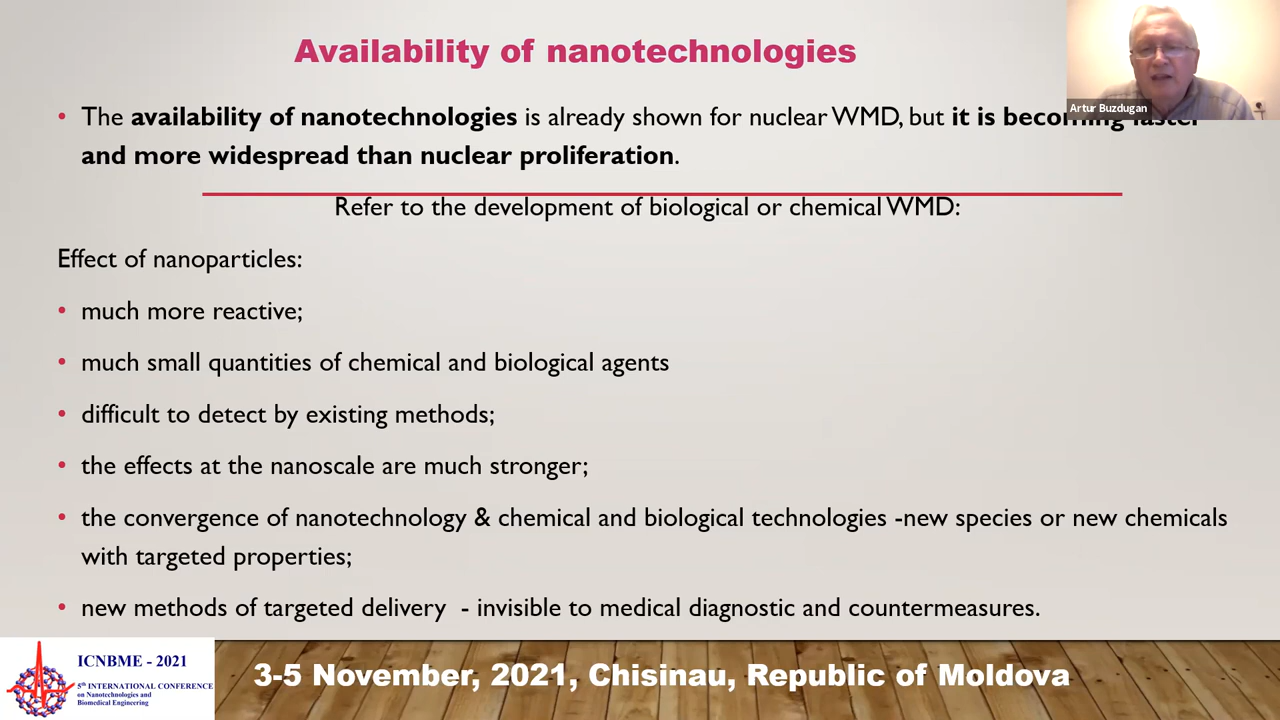 Availability of nanotechnologies
Artur Buzdugan
• The availability of nanotechnologies is already shown for nuclear WMD, but it is becoming faster
and more widespread than nuclear proliferation.
Refer to the development of biological or chemical WMD:
Effect of nanoparticles:
• much more reactive;
• much small quantities of chemical and biological agents
• difficult to detect by existing methods;
• the effects at the nanoscale are much stronger;
• the convergence of nanotechnology & chemical and biological technologies -new species or new chemicals
with targeted properties;
• new methods of targeted delivery - invisible to medical diagnostic and countermeasures.
ICNBME - 2021
5th INTERNATIONAL CONFERENCE
on Nanotechnologies and
Biomedical Engineering
3-5 November, 2021, Chisinau, Republic of Moldova